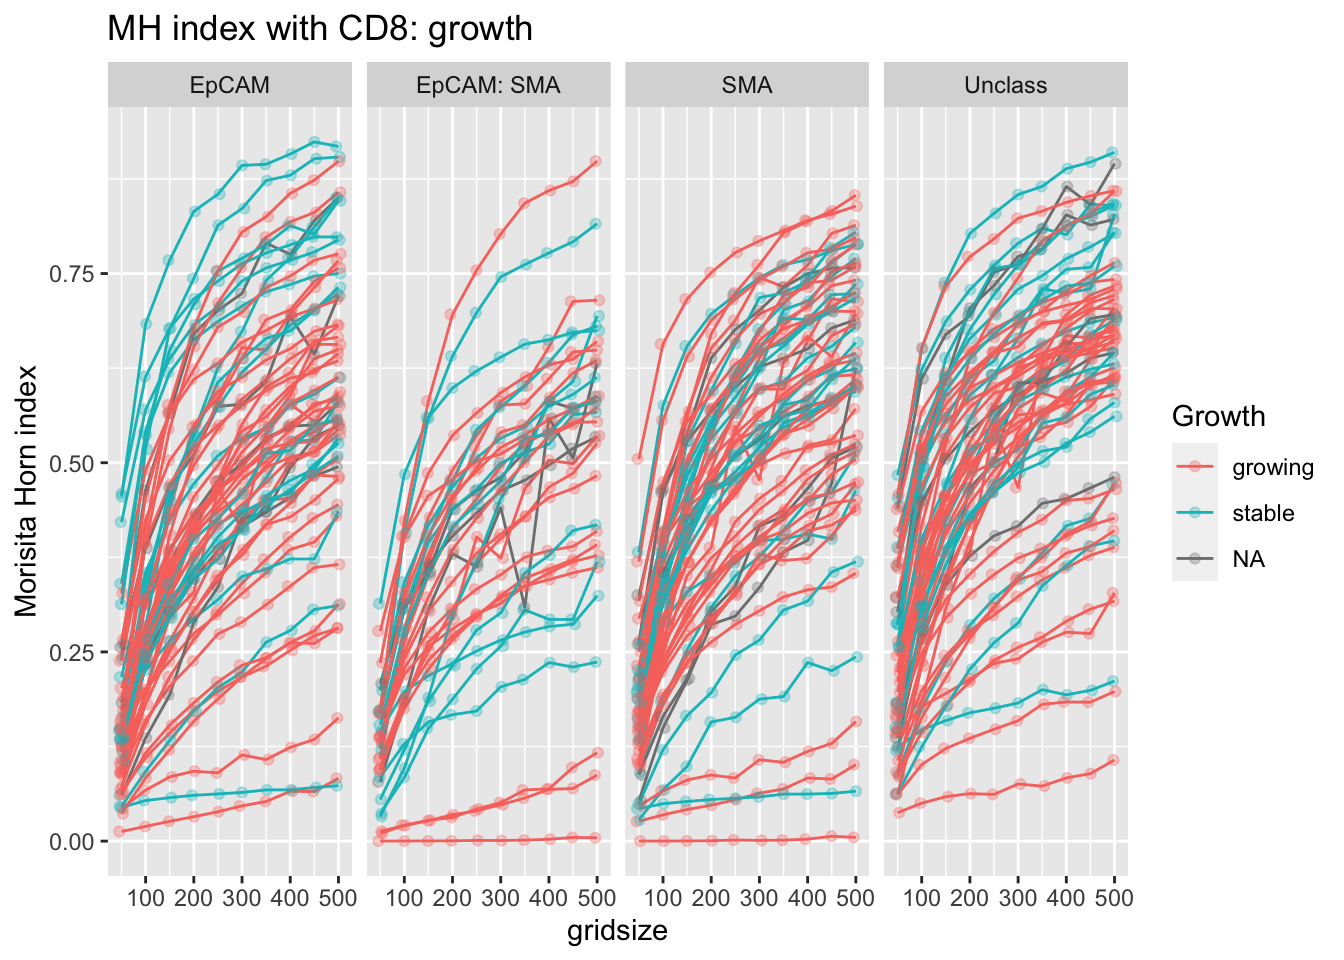 MH index with CD8: growth
EpCAM
EpCAM: SMA
SMA
Unclass
Morisita Horn index
0.75
0.50
0.25
0.00
100 200 300 400 500
100 200 300 400 500
100 200 300 400 500
100 200 300 400 500
gridsize
Growth
growing
stable
NA